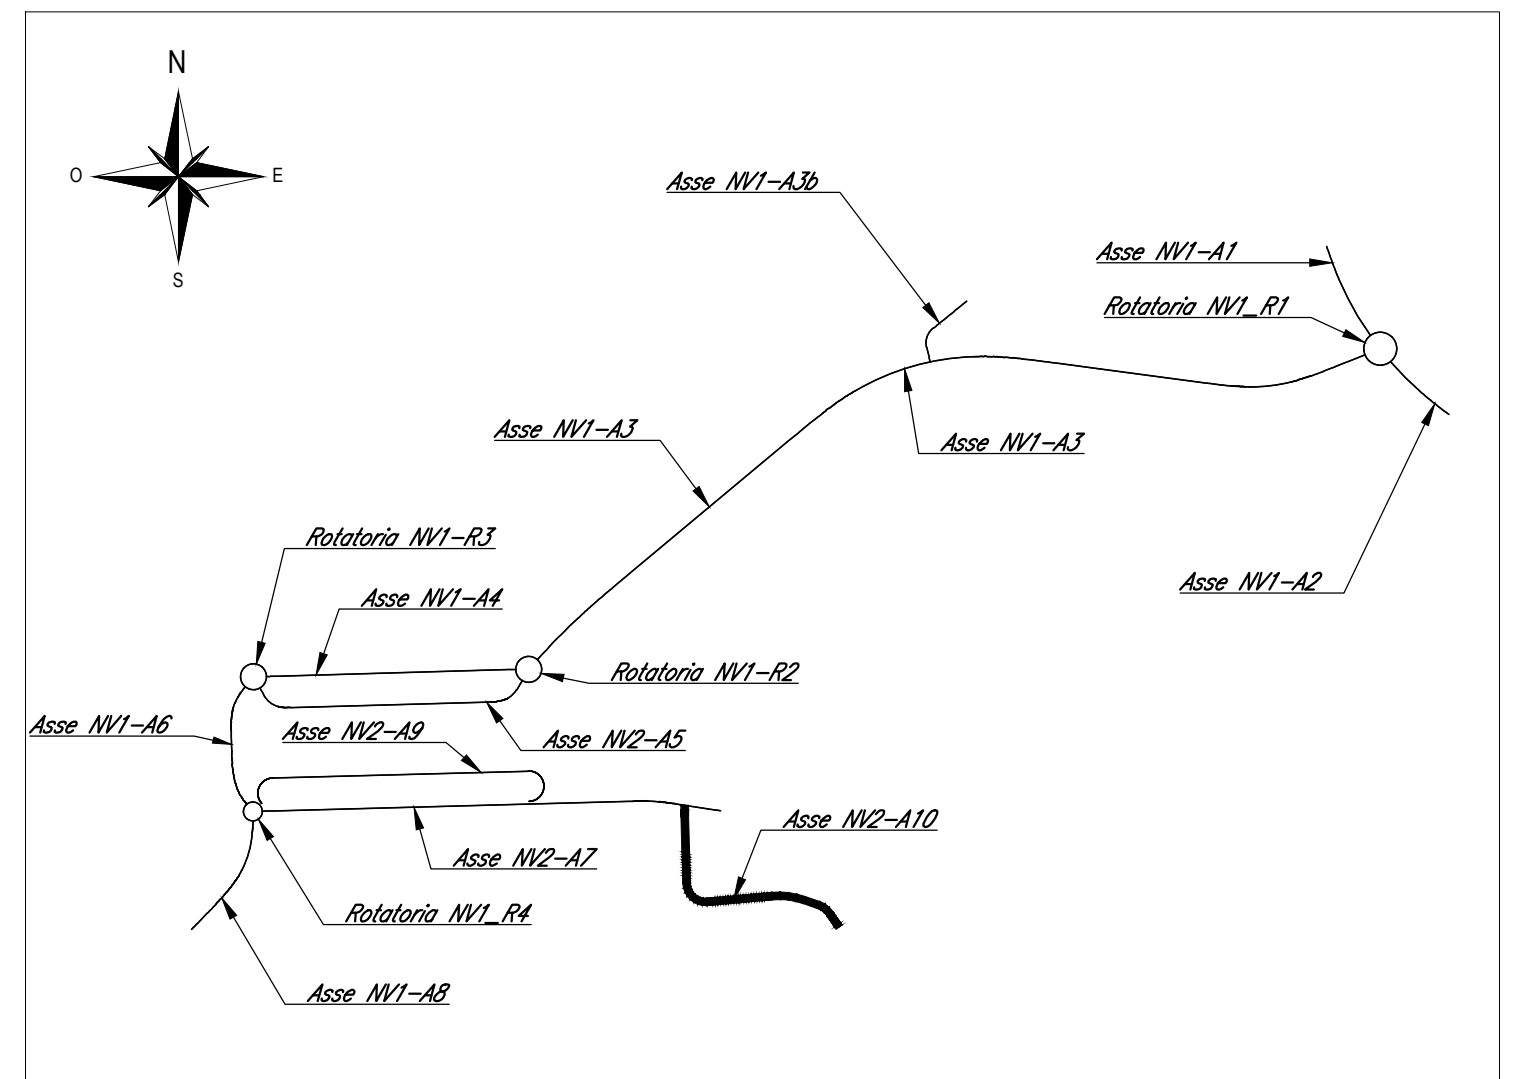 N
O
E
S
Asse NV1-A3b
Asse NV1-A1
Rotatoria NV1_R1
Asse NV1-A3
Asse NV1-A3
Rotatoria NV1-R3
Asse NV1-A2
Asse NV1-A4
Rotatoria NV1-R2
Asse NV1-A6
Asse NV2-A9
Asse NV2-A5
Asse NV2-A10
Asse NV2-A7
Rotatoria NV1_R4
Asse NV1-A8